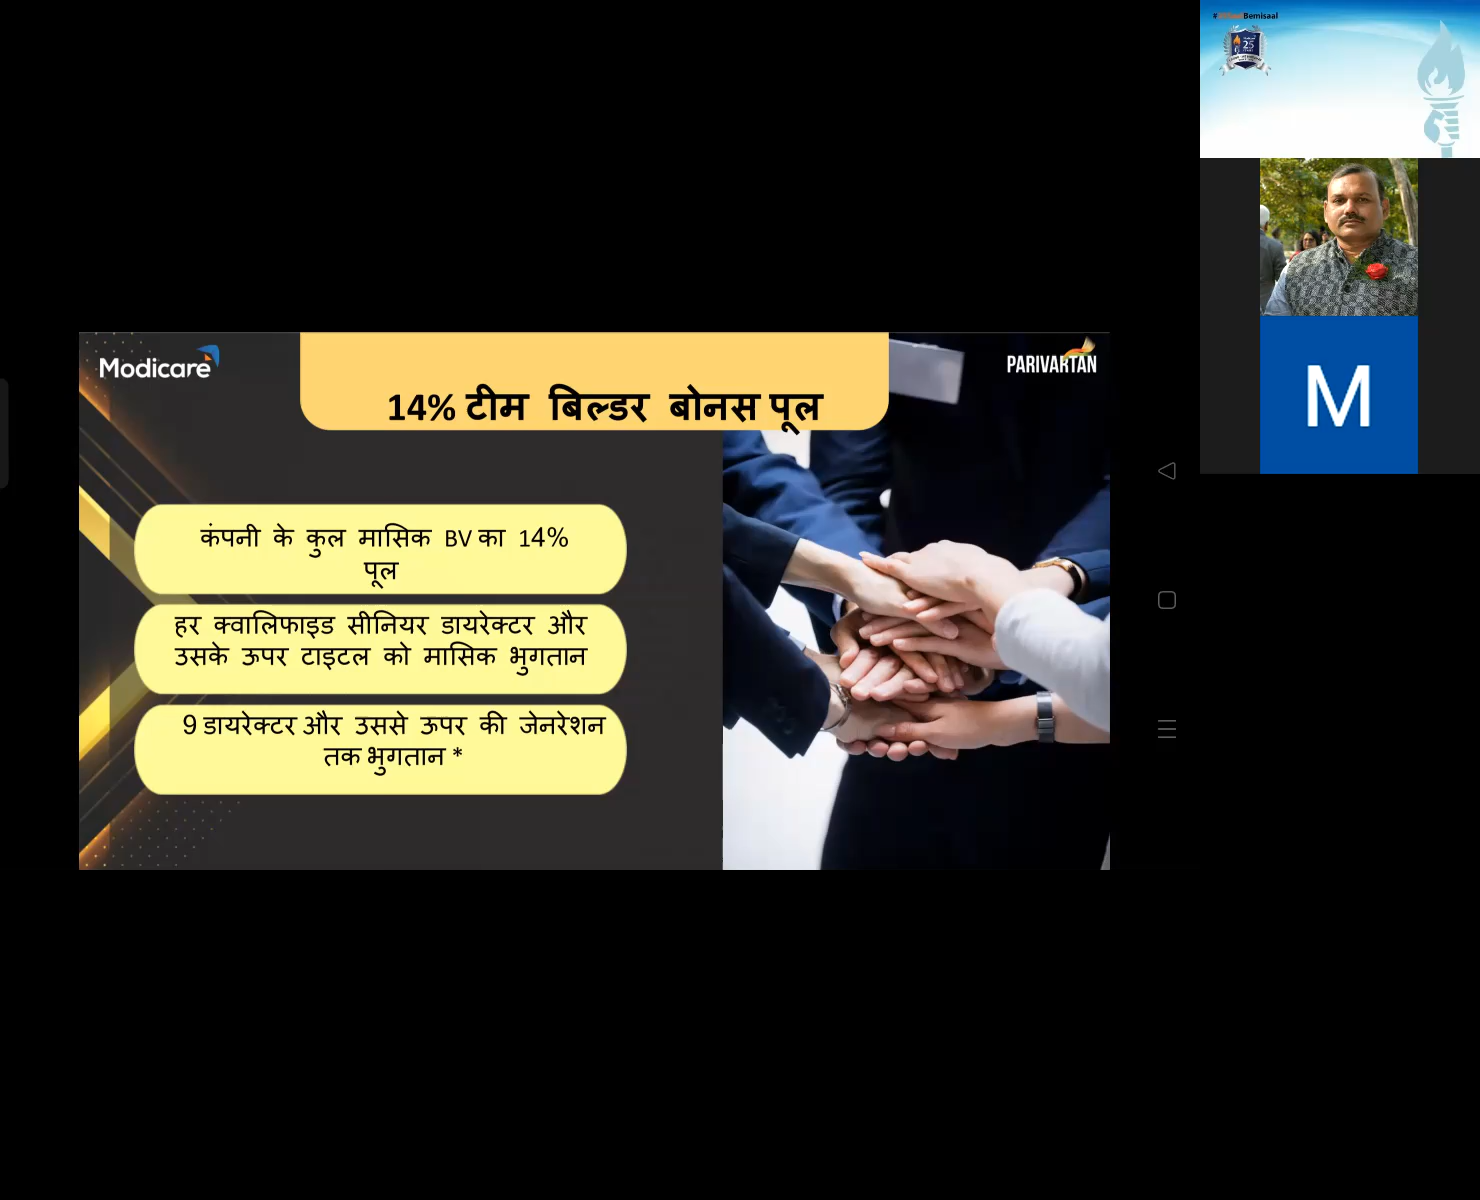 #Bemisaal
25
Modicare
PARIVARTAN
14% टीम बिल्डर बोनस पूल
कंपनी के कुल मासिक BV का 14%
पूल
हर क्वालिफाइड सीनियर डायरेक्टर और
उसके ऊपर टाइटल को मासिक भुगतान
9 डायरेक्टर और उससे ऊपर की जेनरेशन
तक भुगतान *
M